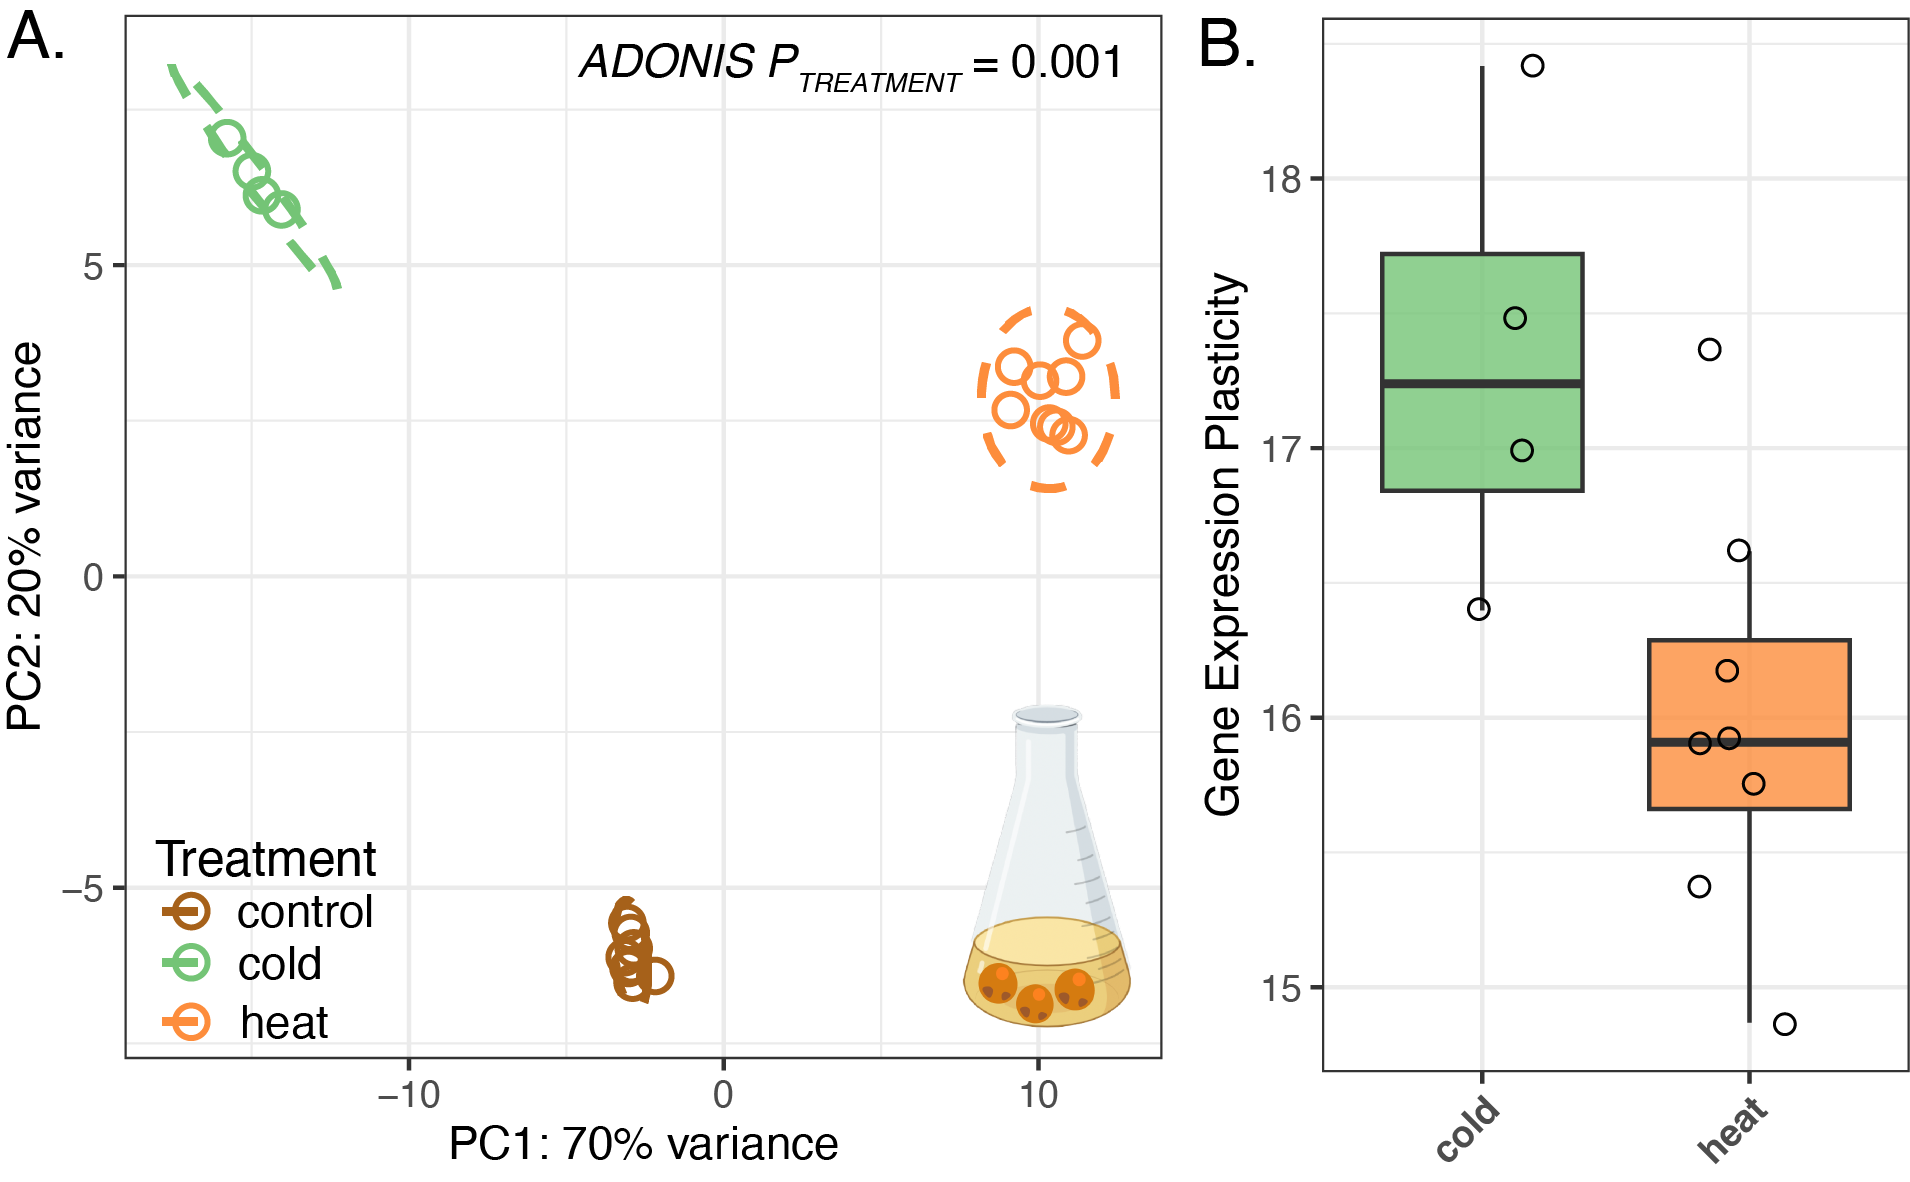 A.
ADONIS P TREATMENT = 0.001
PC2: 20% variance
5
0
−5
Treatment
control
cold
heat
−10
0
10
PC1: 70% variance
B.
Gene Expression Plasticity
18
17
16
15
cold
heat